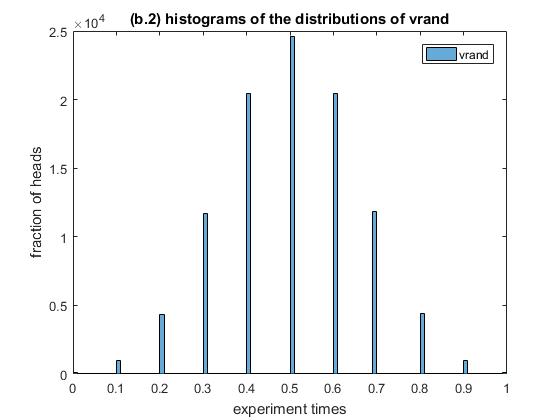 (b.2) histograms of the distributions of vrand
×10⁴
2.5
2
1.5
1
0.5
0
fraction of heads
vrand
0 0.1 0.2 0.3 0.4 0.5 0.6 0.7 0.8 0.9 1
experiment times